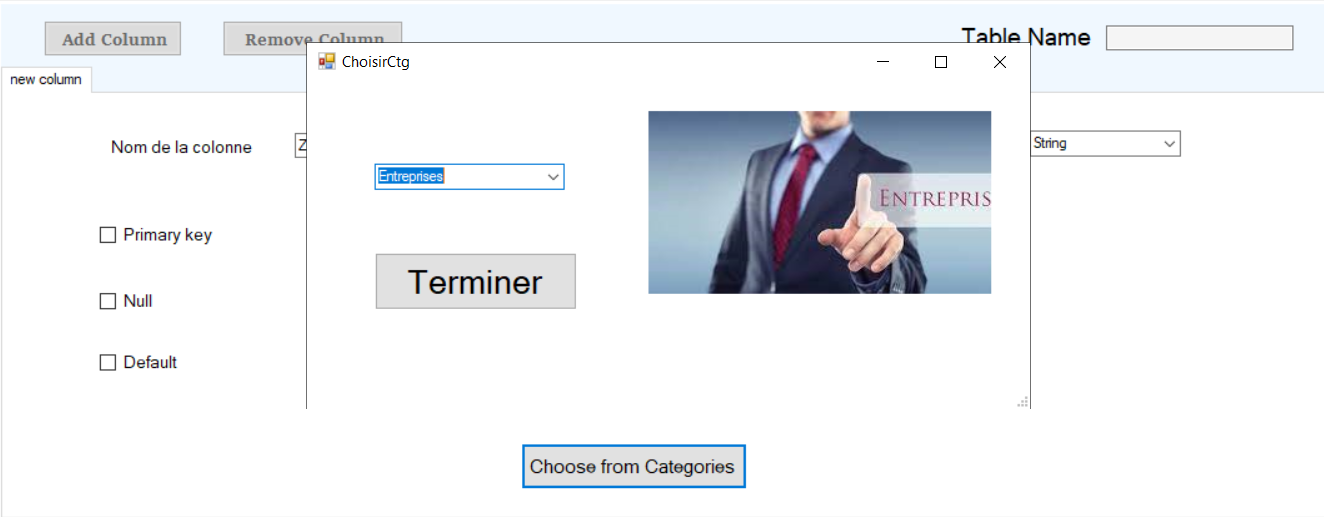 Add Column
Remove Column
Table Name
ChoisirCtg
new column
Nom de la colonne
Z
String
Entreprises
ENTREPRIS
Primary key
Terminer
Null
Default
Choose from Categories